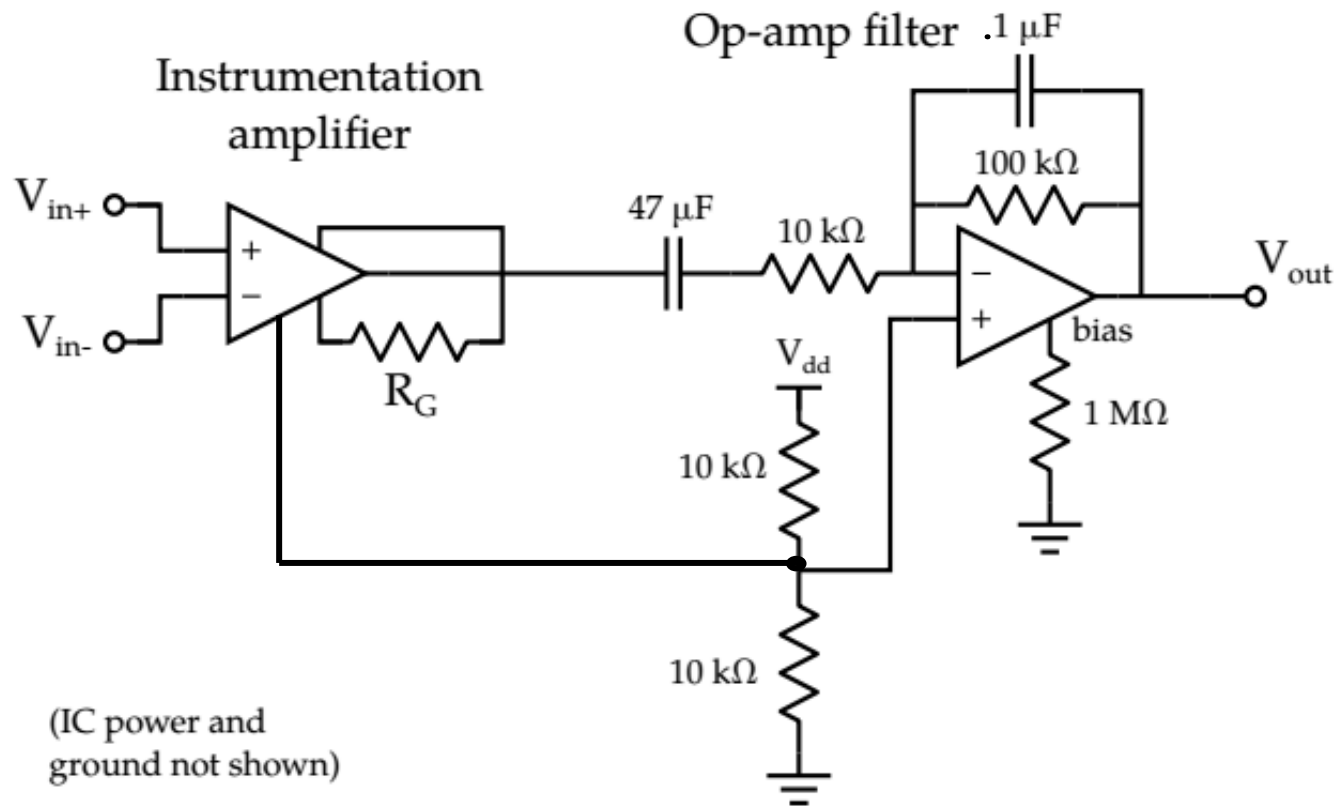 Op-amp filter
.1 μF
Instrumentation
amplifier
100 kΩ
V_in+
47 μF
10 kΩ
+
−
V_out
V_in-
−
+
bias
R_G
V_dd
1 MΩ
10 kΩ
10 kΩ
(IC power and
ground not shown)